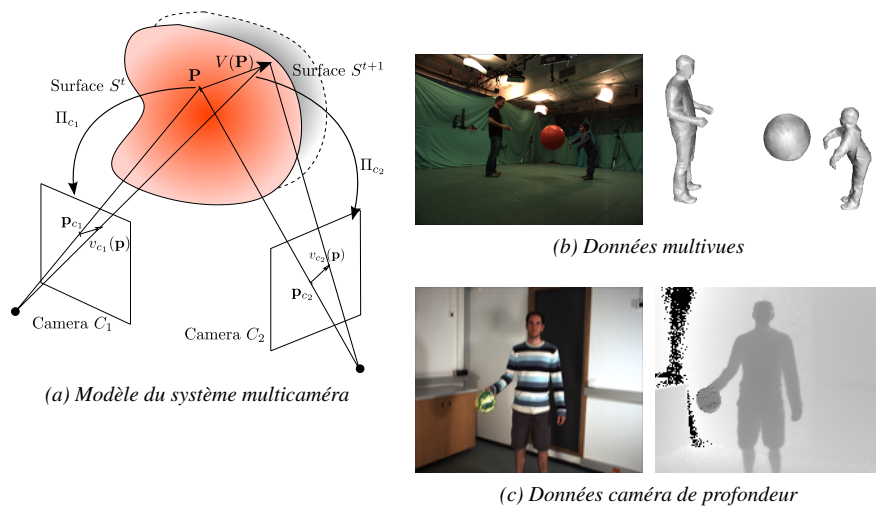 V(P)
P
Surface S^{t+1}
Surface S^t
Π_{c_1}
Π_{c_2}
p_{c_1}
v_{c_1}(p)
v_{c_2}(p)
p_{c_2}
Camera C_1
Camera C_2
(a) Modèle du système multicaméra
(b) Données multivues
(c) Données caméra de profondeur